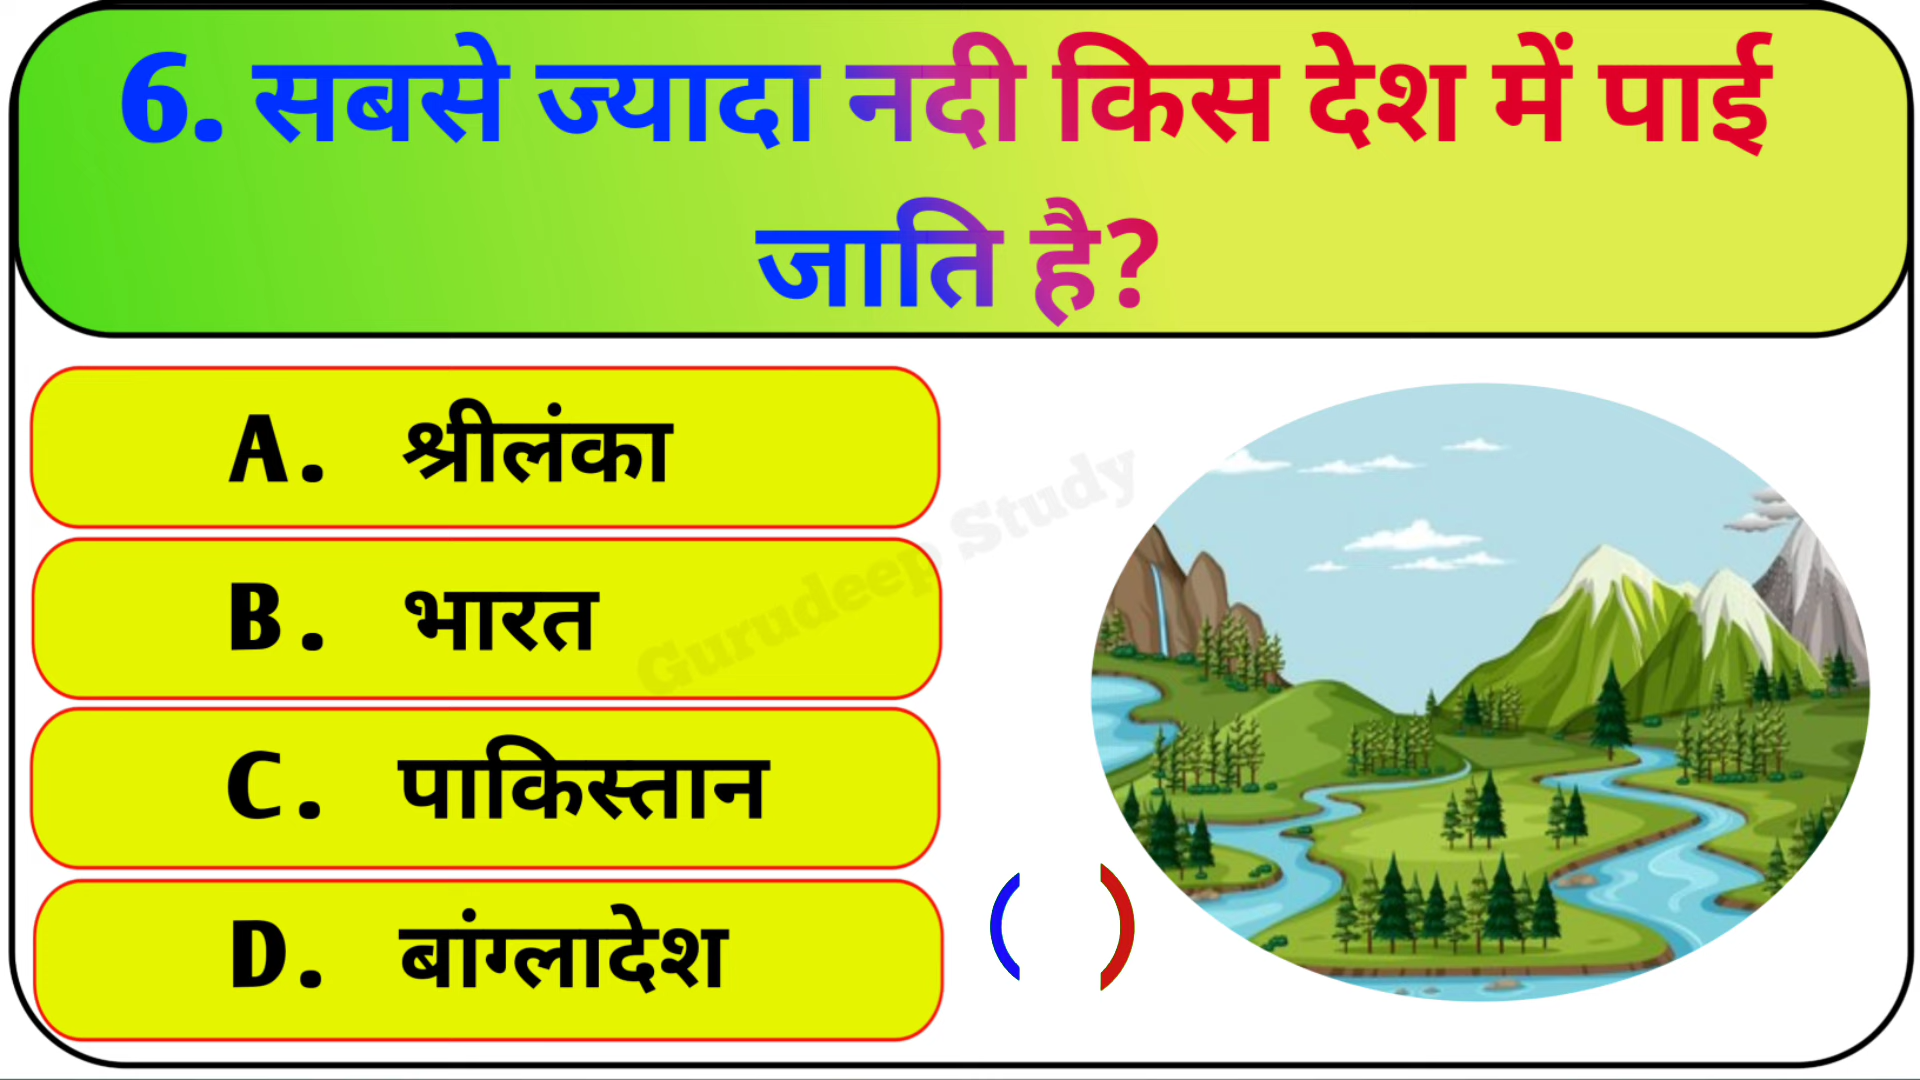 6. सबसे ज्यादा नदी किस देश में पाई
जाति है?
A. श्रीलंका
B. भारत
C. पाकिस्तान
D. बांग्लादेश
( )
Gurudeep Study